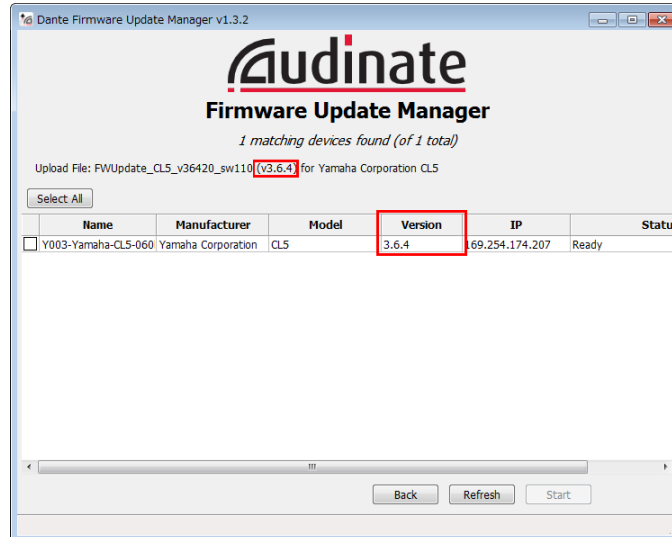 Dante Firmware Update Manager v1.3.2
Audinate
Firmware Update Manager
1 matching devices found (of 1 total)
Upload File: FWUpdate_CL5_v36420_sw110 (v3.6.4) for Yamaha Corporation CL5
Select All
Name Manufacturer Model Version IP Statu
Y003-Yamaha-CL5-060 Yamaha Corporation CL5 3.6.4 169.254.174.207 Ready
Back Refresh Start